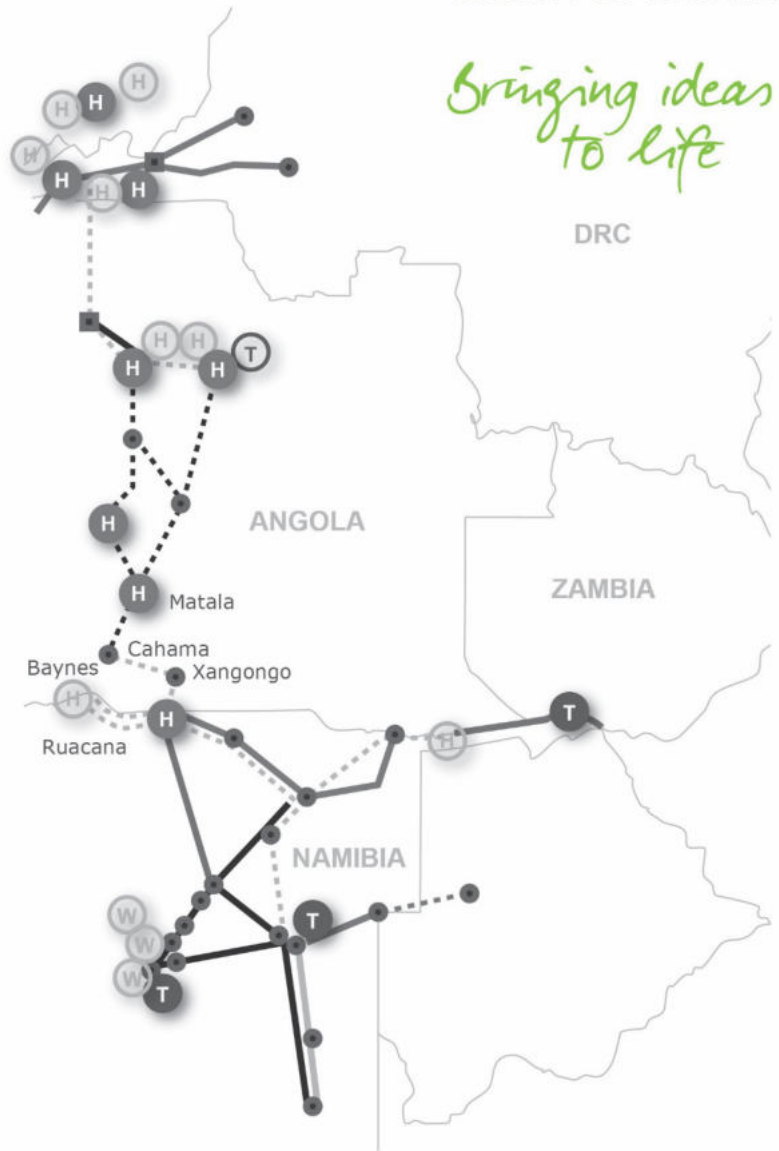 Bringing ideas
to life
H
H
H
H
H
H
H
DRC
H
H
T
H
H
ANGOLA
H
H
ZAMBIA
Matala
Cahama
Baynes
Xangongo
H
H
T
Ruacana
H
NAMIBIA
W
T
W
W
T